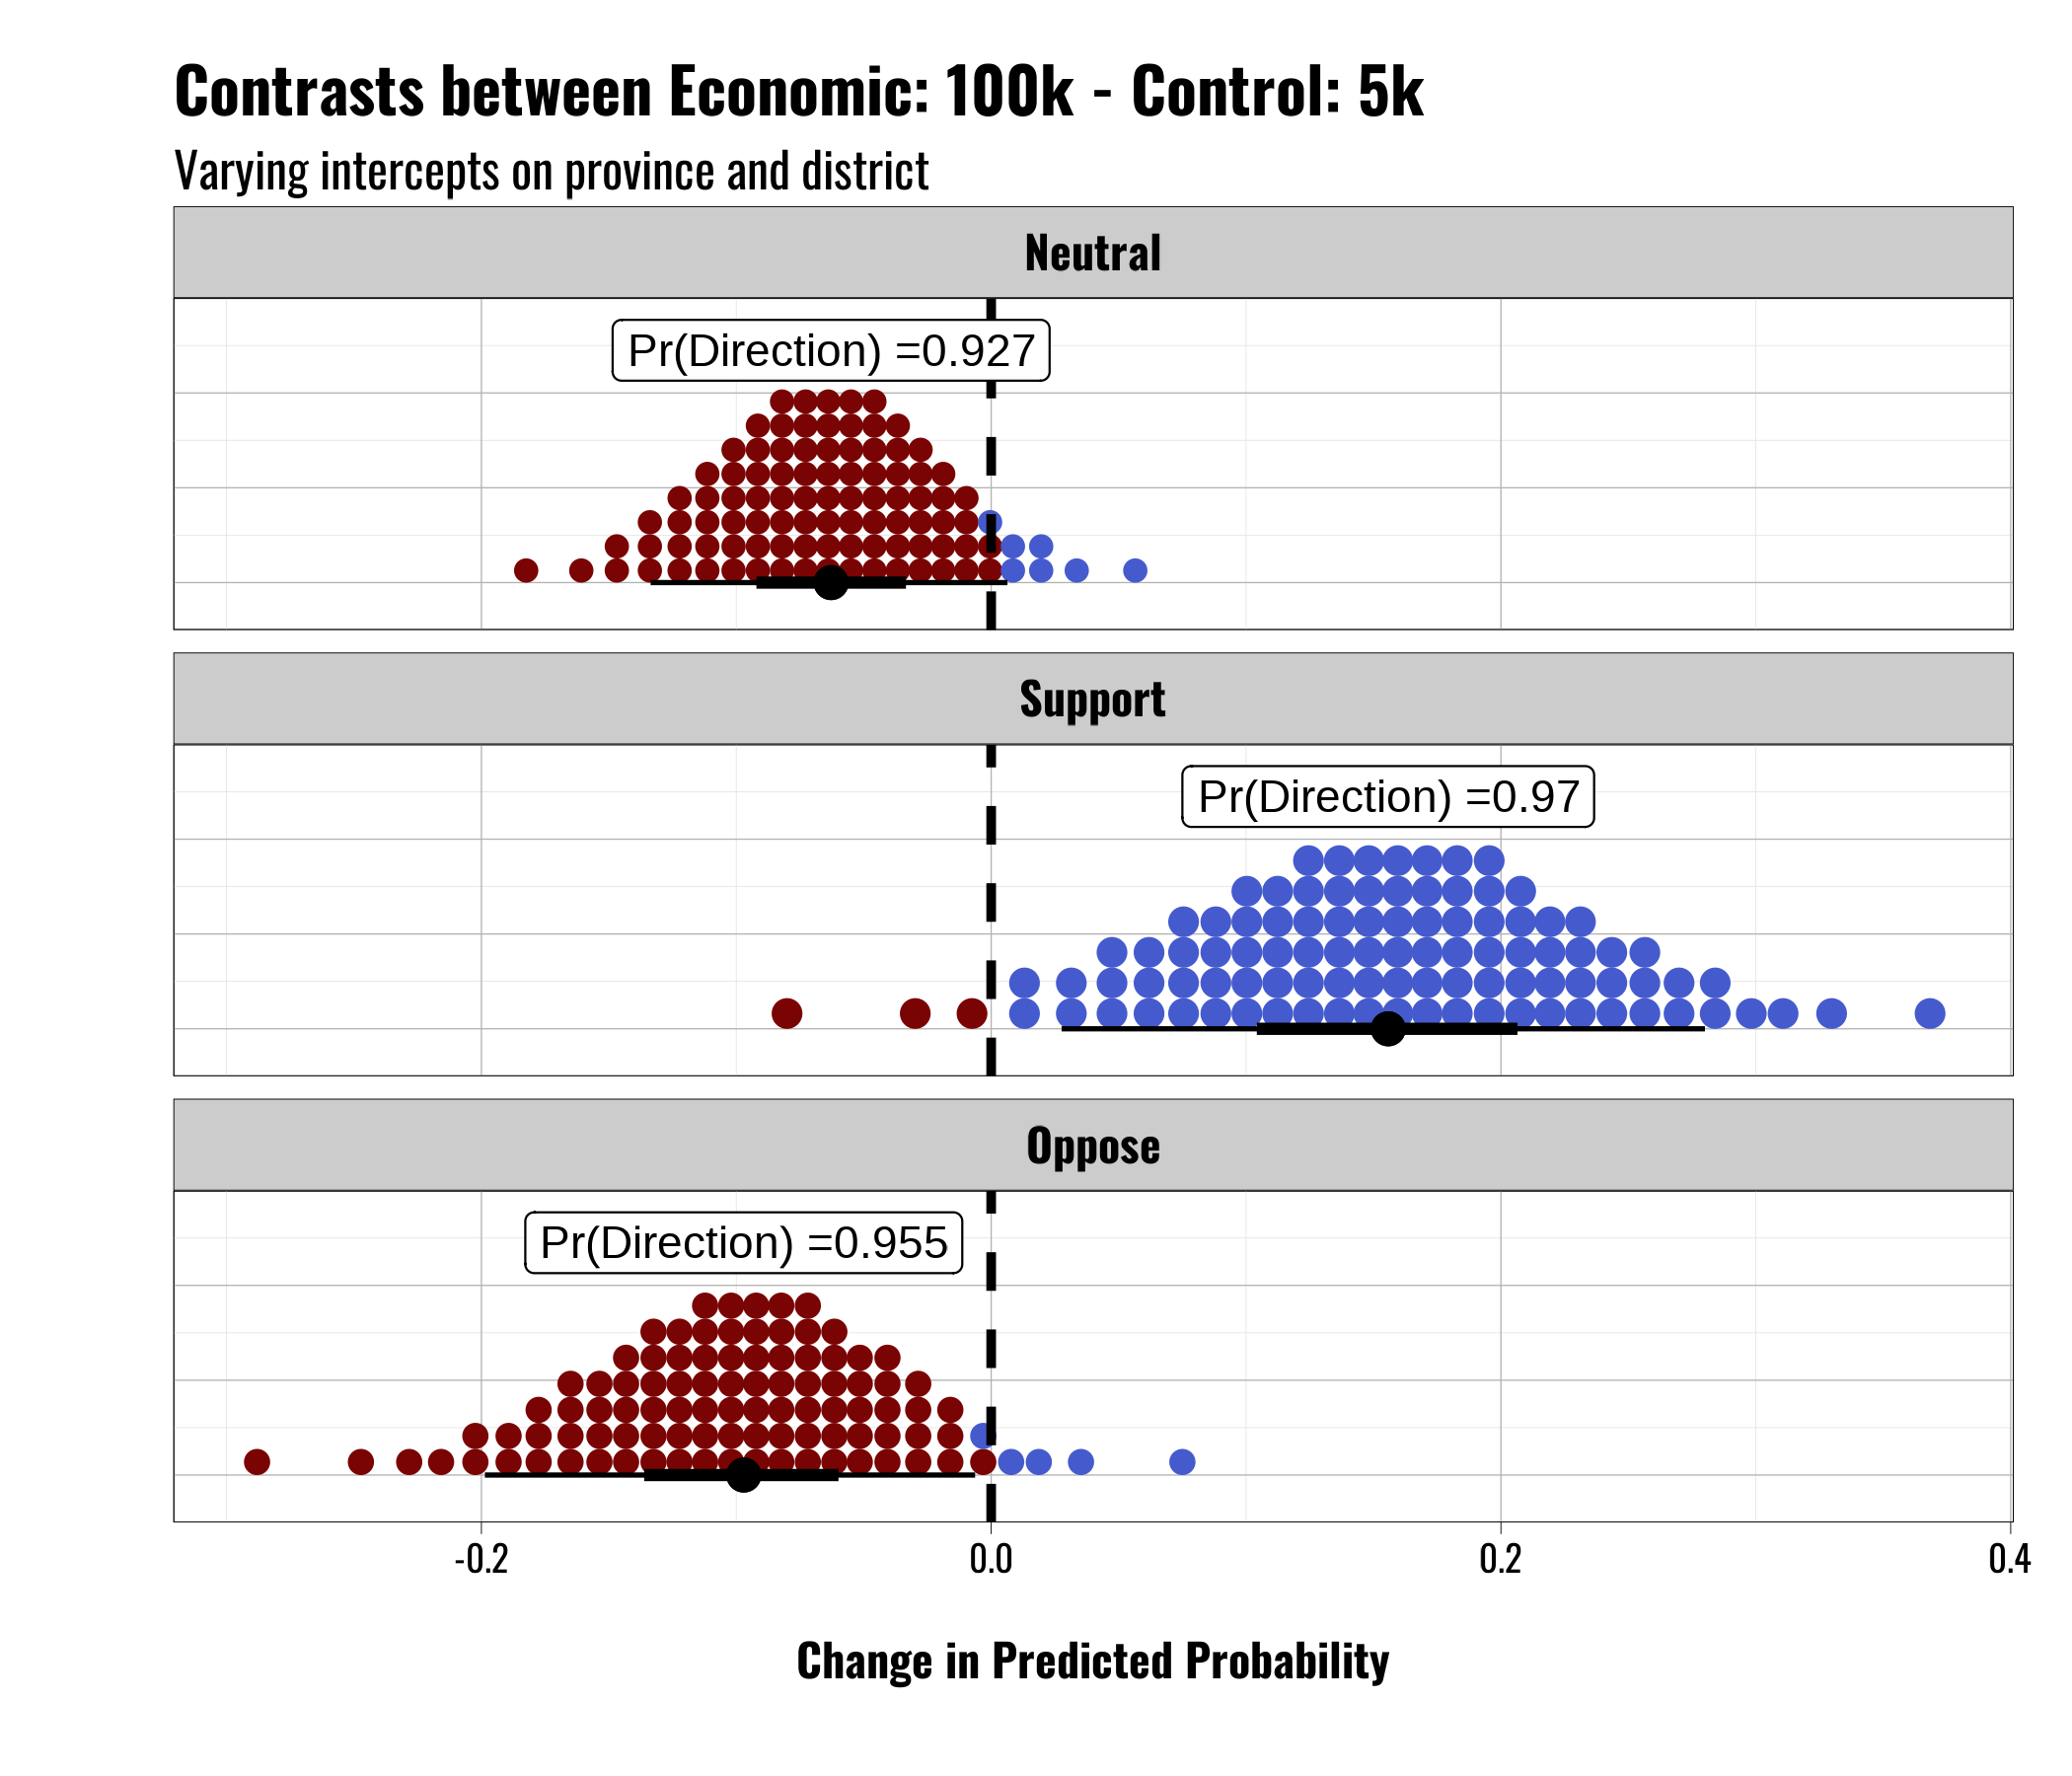 Contrasts between Economic: 100k - Control: 5k
Varying intercepts on province and district
Neutral
Pr(Direction) =0.927
Support
Pr(Direction) =0.97
Oppose
Pr(Direction) =0.955
-0.2 0.0 0.2 0.4
Change in Predicted Probability